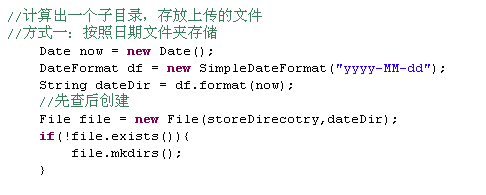 //计算出一个子目录，存放上传的文件
//方式一：按照日期文件夹存储
Date now = new Date();
DateFormat df = new SimpleDateFormat("yyyy-MM-dd");
String dateDir = df.format(now);
//先查后创建
File file = new File(storeDirecotry,dateDir);
if(!file.exists()){
file.mkdirs();
}